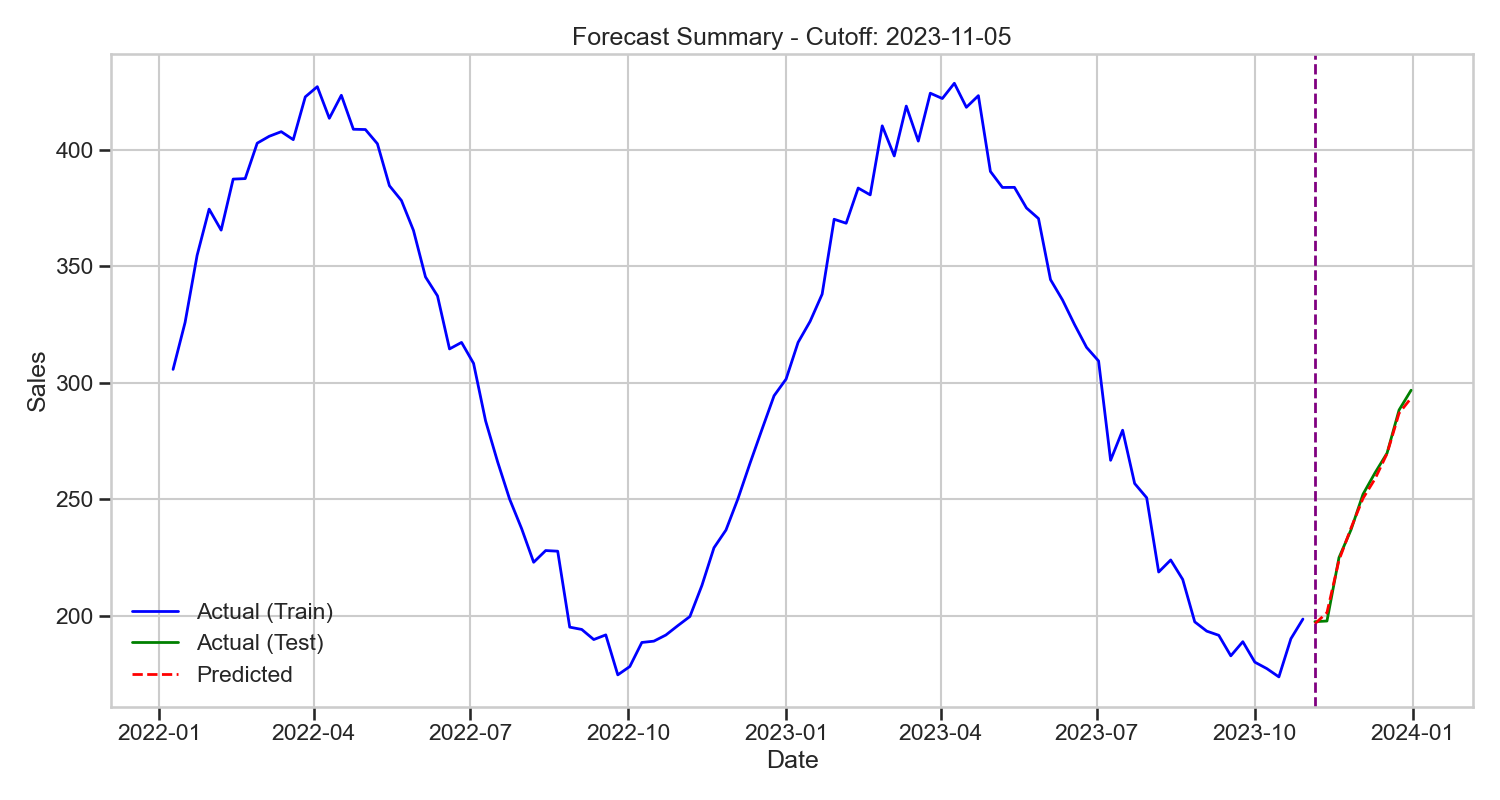 Forecast Summary - Cutoff: 2023-11-05
Sales
400
350
300
250
200
Actual (Train)
Actual (Test)
Predicted
2022-01 2022-04 2022-07 2022-10 2023-01 2023-04 2023-07 2023-10 2024-01
Date